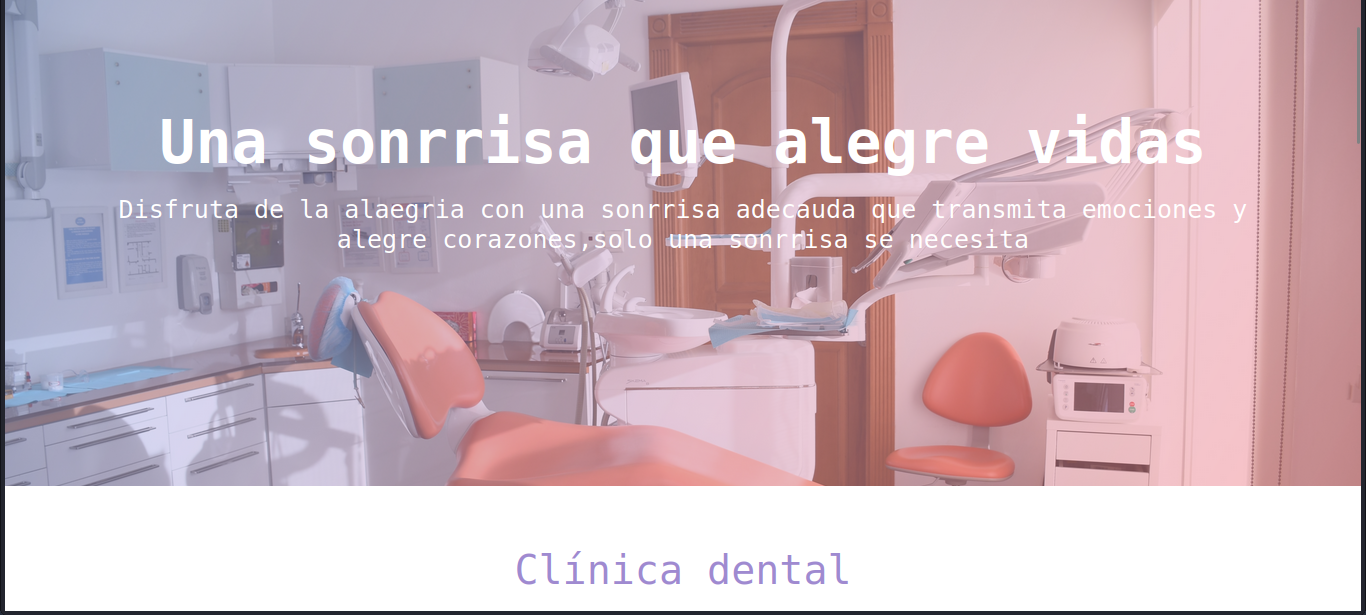 Una sonrrisa que alegre vidas
Disfruta de la alaegria con una sonrrisa adecauda que transmita emociones y
alegre corazones,solo una sonrrisa se necesita
Clínica dental